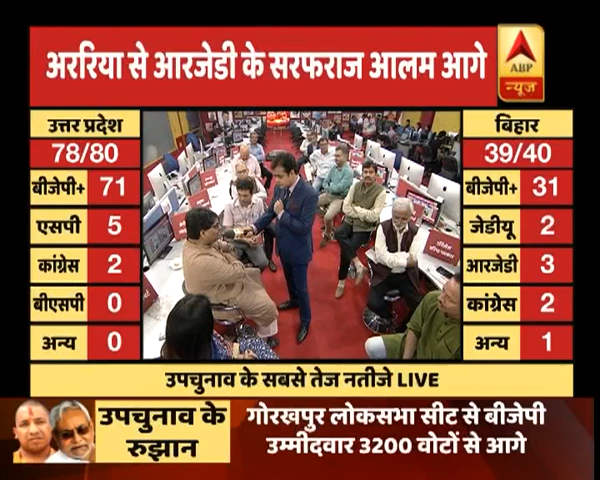 अररिया से आरजेडी के सरफराज आलम आगे
ABP
न्यूज़
उत्तर प्रदेश
78/80
बीजेपी+ 71
एसपी 5
कांग्रेस 2
बीएसपी 0
अन्य 0
बिहार
39/40
बीजेपी+ 31
जेडीयू 2
आरजेडी 3
कांग्रेस 2
अन्य 1
उपचुनाव के सबसे तेज नतीजे LIVE
उपचुनाव के
रुझान
गोरखपुर लोकसभा सीट से बीजेपी
उम्मीदवार 3200 वोटों से आगे